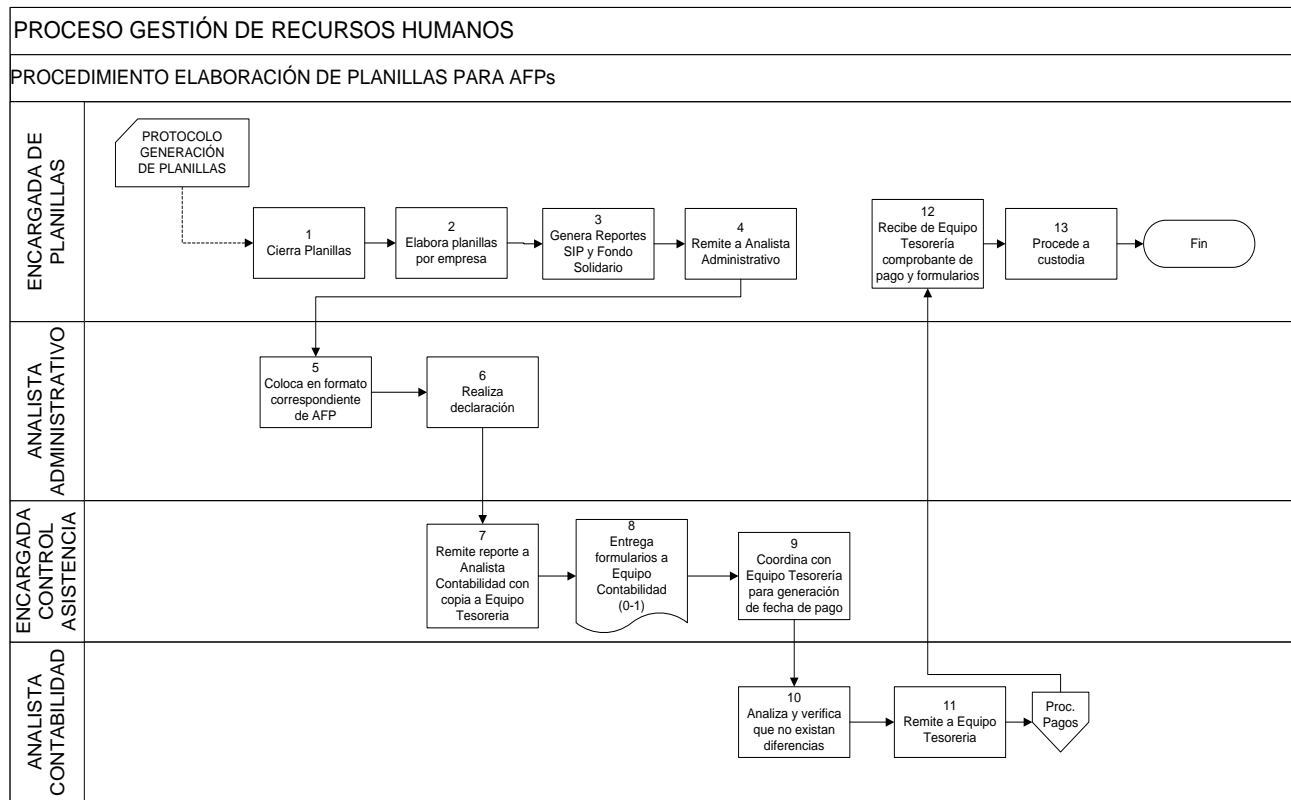 PROCESO GESTIÓN DE RECURSOS HUMANOS
PROCEDIMIENTO ELABORACIÓN DE PLANILLAS PARA AFPs
ENCARGADA DE
PLANILLAS
PROTOCOLO
GENERACIÓN
DE PLANILLAS
1
Cierra Planillas
2
Elabora planillas
por empresa
3
Genera Reportes
SIP y Fondo
Solidario
4
Remite a Analista
Administrativo
12
Recibe de Equipo
Tesorería
comprobante de
pago y formularios
13
Procede a
custodia
Fin
ANALISTA
ADMINISTRATIVO
5
Coloca en formato
correspondiente
de AFP
6
Realiza
declaración
ENCARGADA
CONTROL
ASISTENCIA
7
Remite reporte a
Analista
Contabilidad con
copia a Equipo
Tesoreria
8
Entrega
formularios a
Equipo
Contabilidad
(0-1)
9
Coordina con
Equipo Tesorería
para generación
de fecha de pago
ANALISTA
CONTABILIDAD
10
Analiza y verifica
que no existan
diferencias
11
Remite a Equipo
Tesoreria
Proc.
Pagos